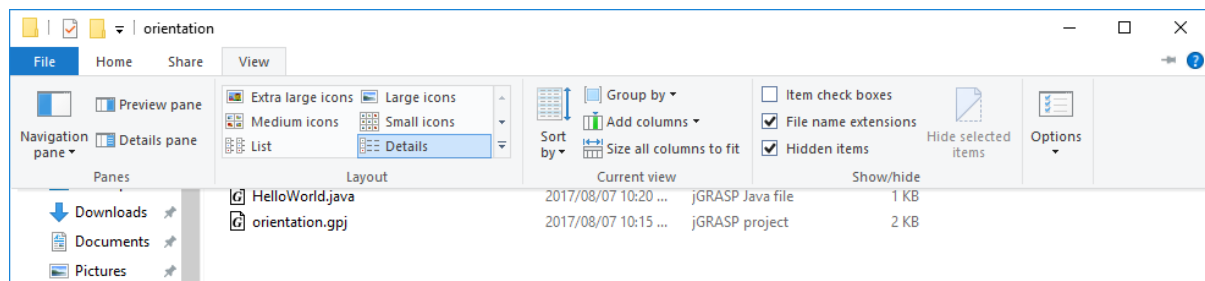 orientation
File Home Share View
Extra large icons Large icons Group by Item check boxes
Preview pane
Medium icons Small icons Add columns File name extensions
Navigation pane Details pane List Details Sort by Size all columns to fit Hidden items Hide selected items Options
Panes Layout Current view Show/hide
HelloWorld.java 2017/08/07 10:20 ... jGRASP Java file 1 KB
Downloads orientation.gpj 2017/08/07 10:15 ... jGRASP project 2 KB
Documents
Pictures